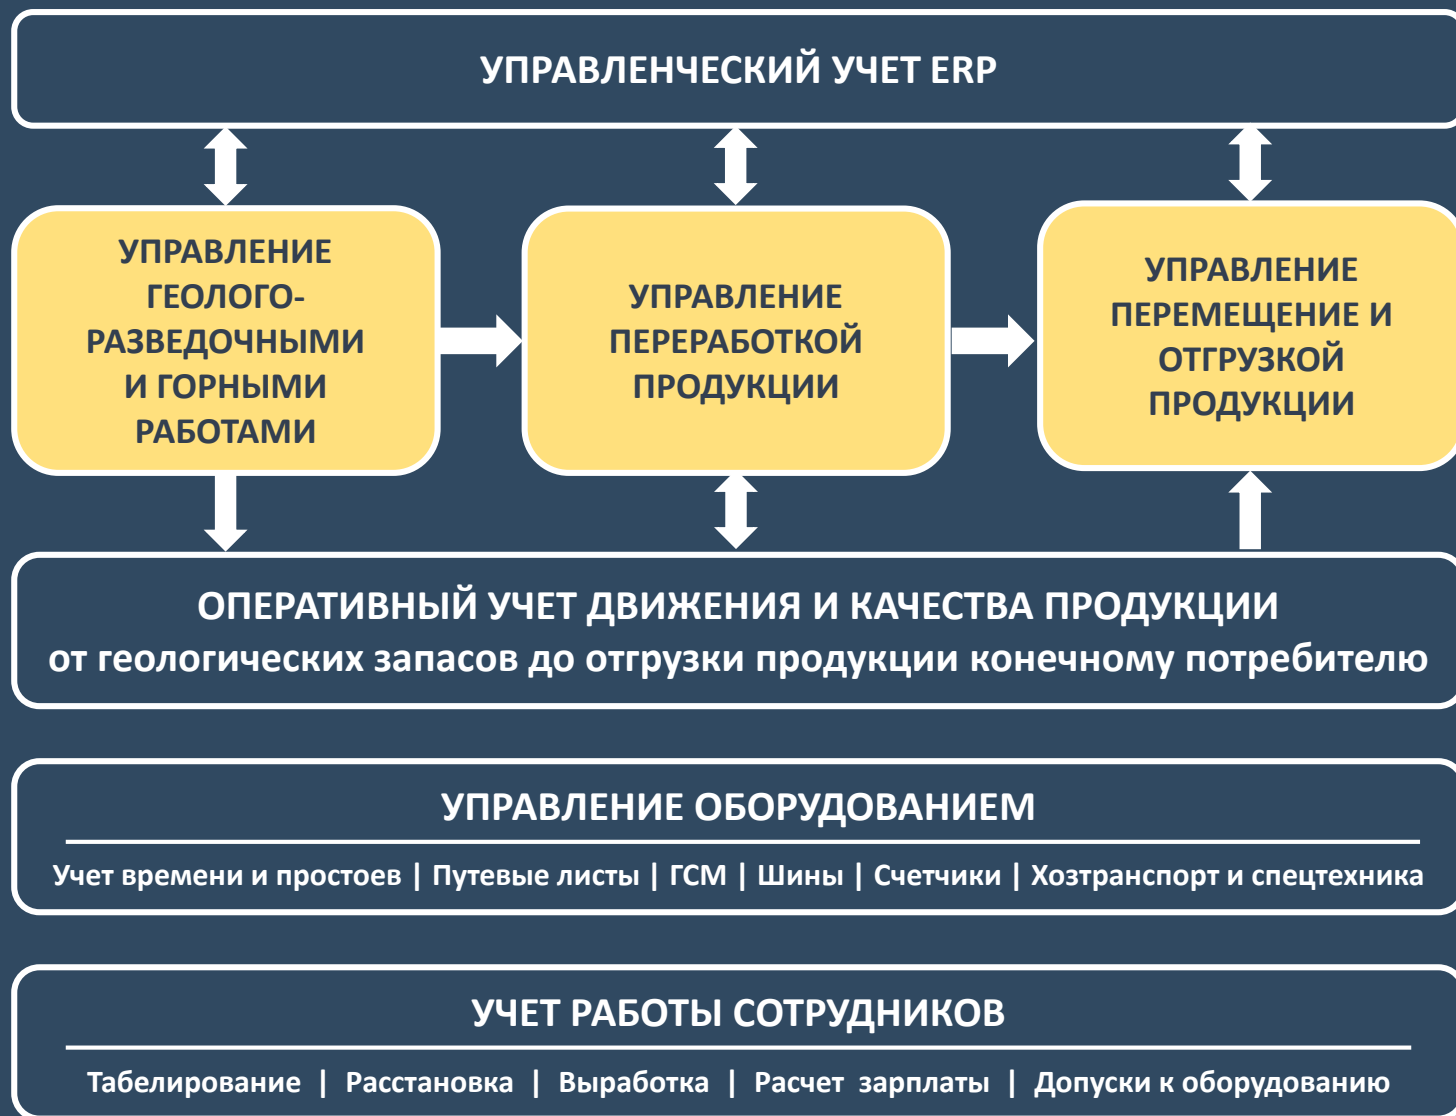 УПРАВЛЕНЧЕСКИЙ УЧЕТ ERP
УПРАВЛЕНИЕ
ГЕОЛОГО-
РАЗВЕДОЧНЫМИ
И ГОРНЫМИ
РАБОТАМИ
УПРАВЛЕНИЕ
ПЕРЕРАБОТКОЙ
ПРОДУКЦИИ
УПРАВЛЕНИЕ
ПЕРЕМЕЩЕНИЕ И
ОТГРУЗКОЙ
ПРОДУКЦИИ
ОПЕРАТИВНЫЙ УЧЕТ ДВИЖЕНИЯ И КАЧЕСТВА ПРОДУКЦИИ
от геологических запасов до отгрузки продукции конечному потребителю
УПРАВЛЕНИЕ ОБОРУДОВАНИЕМ
Учет времени и простоев | Путевые листы | ГСМ | Шины | Счетчики | Хозтранспорт и спецтехника
УЧЕТ РАБОТЫ СОТРУДНИКОВ
Табелирование | Расстановка | Выработка | Расчет зарплаты | Допуски к оборудованию